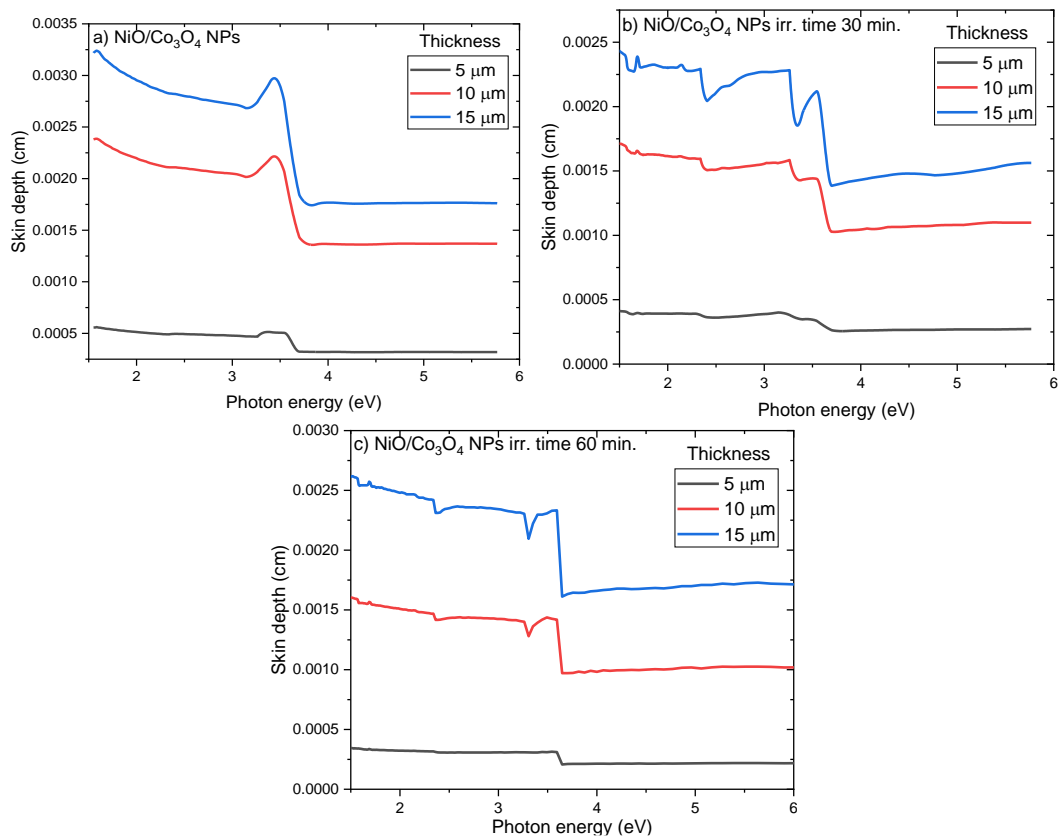 a) NiO/Co₃O₄ NPs
Thickness
5 μm
10 μm
15 μm
0.0035
0.0030
0.0025
0.0020
0.0015
0.0010
0.0005
Skin depth (cm)
2 3 4 5 6
Photon energy (eV)
b) NiO/Co₃O₄ NPs irr. time 30 min.
Thickness
5 μm
10 μm
15 μm
0.0025
0.0020
0.0015
0.0010
0.0005
0.0000
Skin depth (cm)
2 3 4 5 6
Photon energy (eV)
c) NiO/Co₃O₄ NPs irr. time 60 min.
Thickness
5 μm
10 μm
15 μm
0.0030
0.0025
0.0020
0.0015
0.0010
0.0005
0.0000
Skin depth (cm)
2 3 4 5 6
Photon energy (eV)